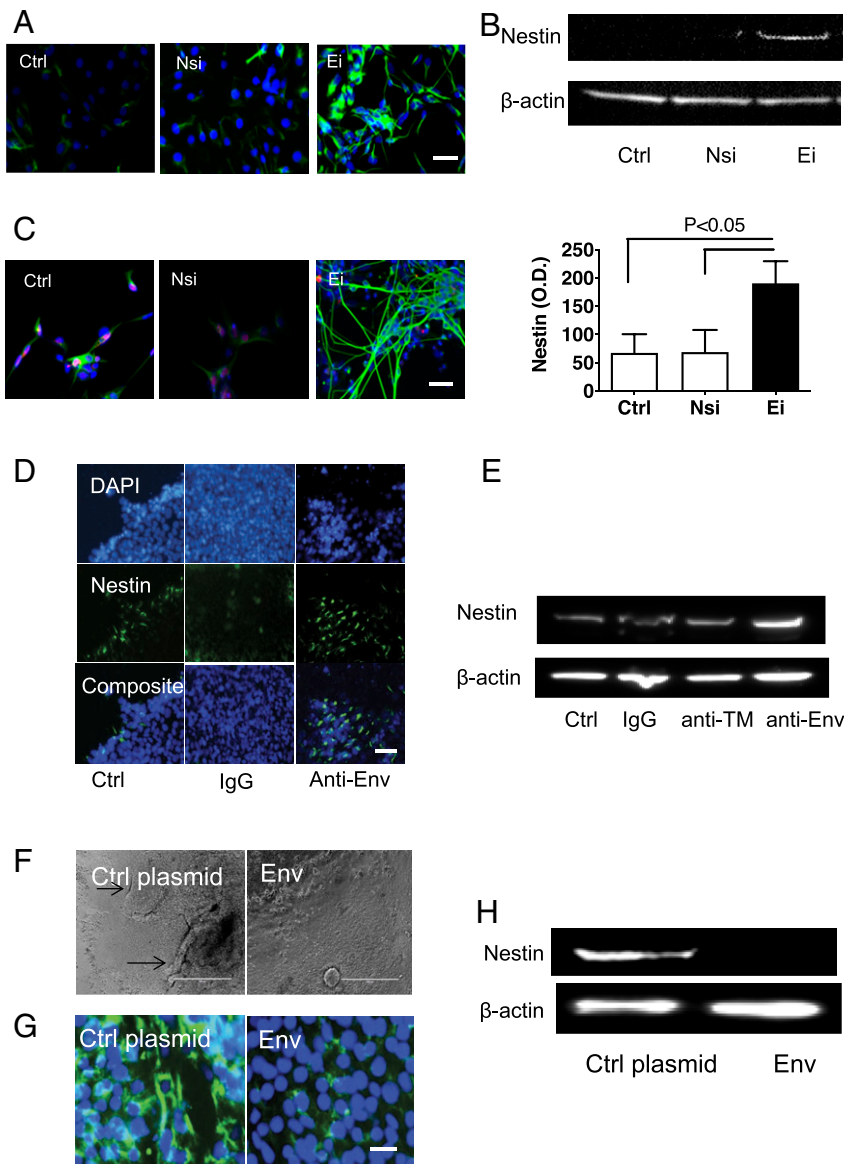 A
Ctrl
Nsi
Ei
B
Nestin
β-actin
Ctrl
Nsi
Ei
C
Ctrl
Nsi
Ei
P<0.05
Nestin (O.D.)
250
200
150
100
50
0
Ctrl
Nsi
Ei
D
DAPI
Nestin
Composite
Ctrl
IgG
Anti-Env
E
Nestin
β-actin
Ctrl
IgG
anti-TM
anti-Env
F
Ctrl plasmid
Env
G
Ctrl plasmid
Env
H
Nestin
β-actin
Ctrl plasmid
Env